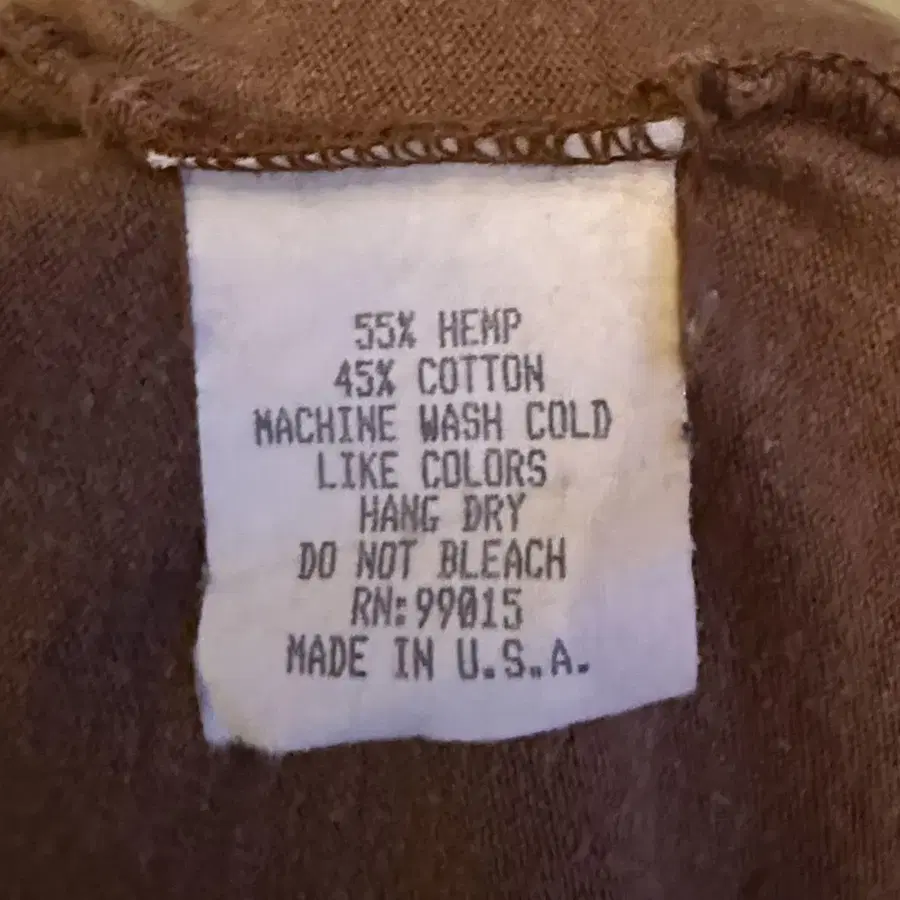 55% HEMP
45% COTTON
MACHINE WASH COLD
LIKE COLORS
HANG DRY
DO NOT BLEACH
RN:99015
MADE IN U.S.A.